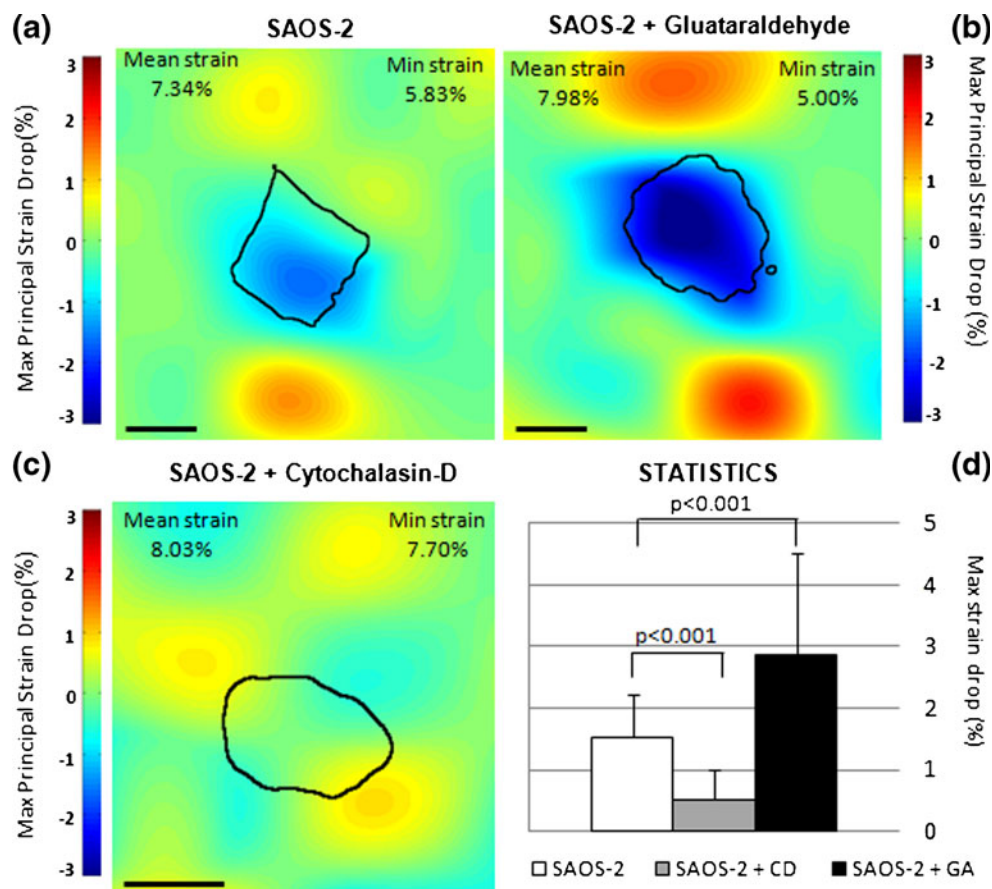 (a)
SAOS-2
Max Principal Strain Drop(%)
3
2
1
0
-1
-2
-3
Mean strain
7.34%
Min strain
5.83%
SAOS-2 + Gluataraldehyde
(b)
Mean strain
7.98%
Min strain
5.00%
3
2
1
0
-1
-2
-3
Max Principal Strain Drop (%)
(c)
SAOS-2 + Cytochalasin-D
Max Principal Strain Drop(%)
3
2
1
0
-1
-2
-3
Mean strain
8.03%
Min strain
7.70%
STATISTICS
(d)
p<0.001
p<0.001
5
4
3
2
1
0
Max strain drop (%)
SAOS-2
SAOS-2 + CD
SAOS-2 + GA